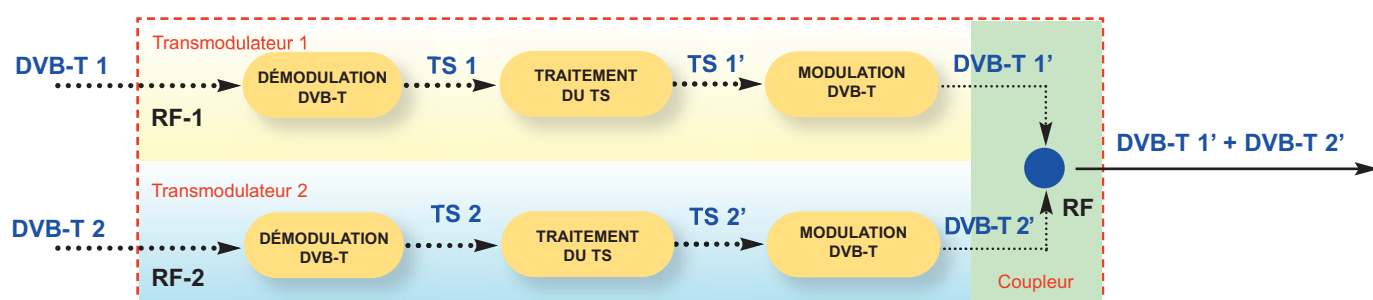 Transmodulateur 1
DVB-T 1
RF-1
DÉMODULATION
DVB-T
TS 1
TRAITEMENT
DU TS
TS 1’
MODULATION
DVB-T
DVB-T 1’
DVB-T 1’ + DVB-T 2’
Transmodulateur 2
DVB-T 2
RF-2
DÉMODULATION
DVB-T
TS 2
TRAITEMENT
DU TS
TS 2’
MODULATION
DVB-T
DVB-T 2’
RF
Coupleur